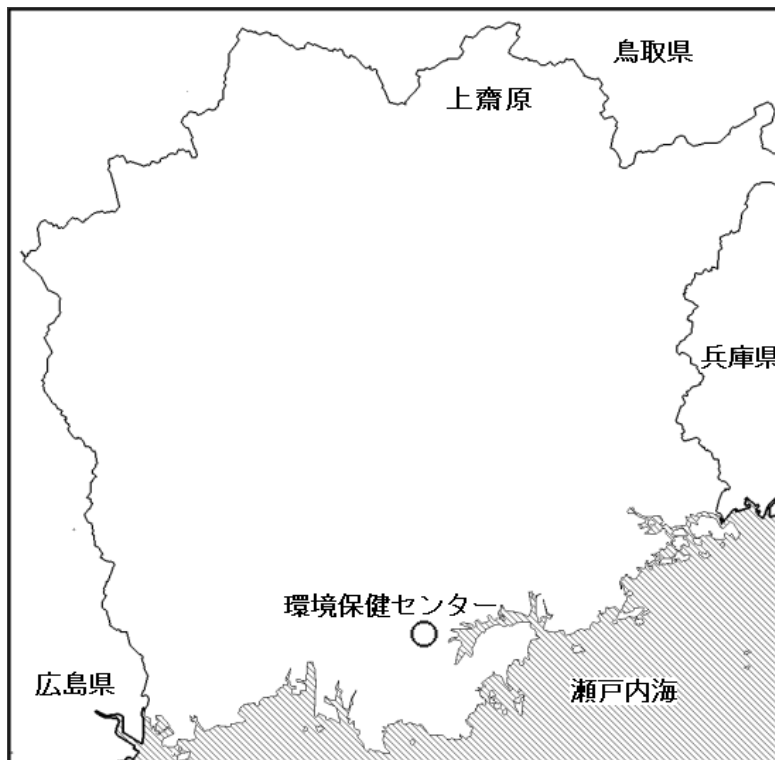 鳥取県
上齋原
兵庫県
環境保健センター
広島県
瀬戸内海